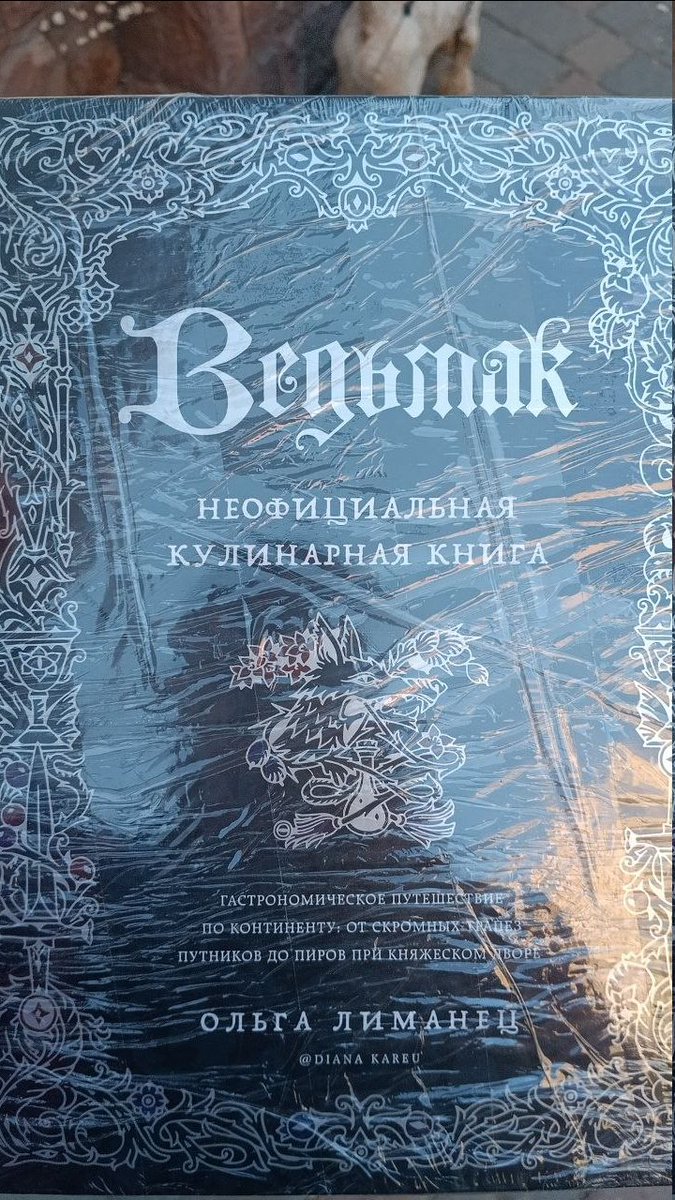 Ведьмак
НЕОФИЦИАЛЬНАЯ
КУЛИНАРНАЯ КНИГА
ГАСТРОНОМИЧЕСКОЕ ПУТЕШЕСТВИЕ
ПО КОНТИНЕНТУ: ОТ СКРОМНЫХ ТРАПЕЗ
ПУТНИКОВ ДО ПИРОВ ПРИ КНЯЖЕСКОМ ДВОРЕ
ОЛЬГА ЛИМАНЕЦ
@DIANA KAREU